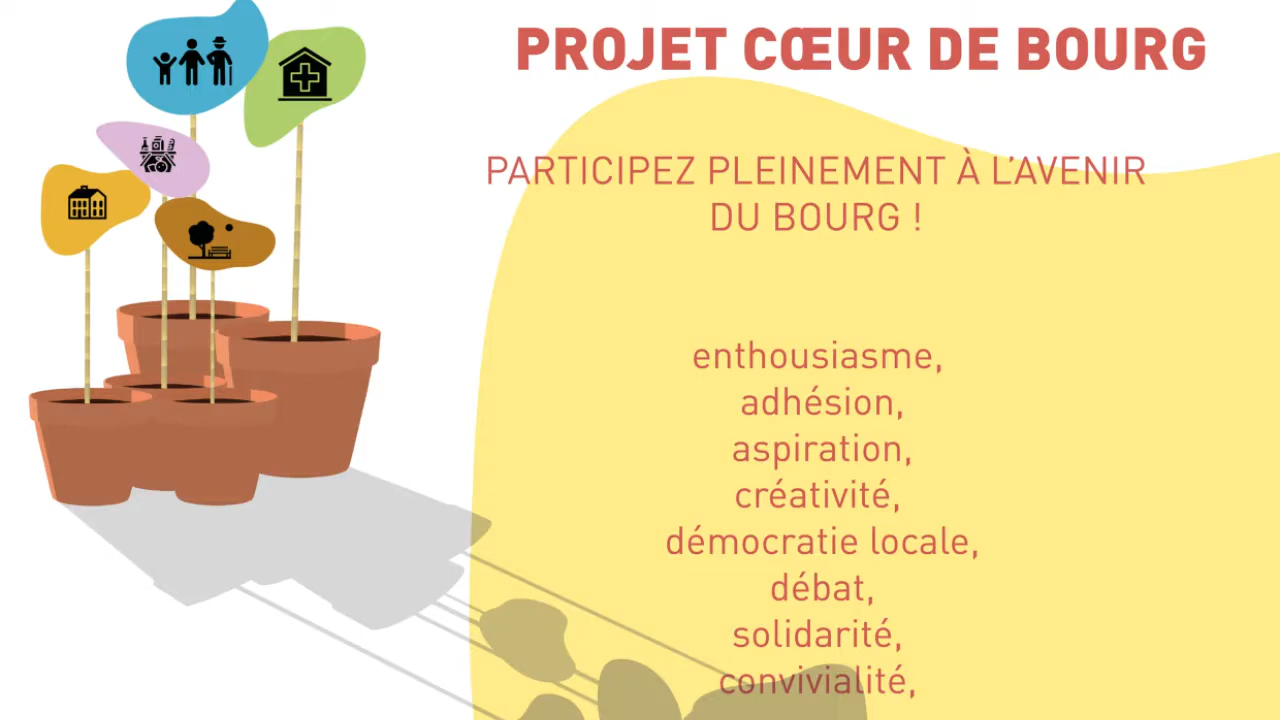 PROJET CŒUR DE BOURG
PARTICIPEZ PLEINEMENT À L’AVENIR
DU BOURG !
enthousiasme,
adhésion,
aspiration,
créativité,
démocratie locale,
débat,
solidarité,
convivialité,